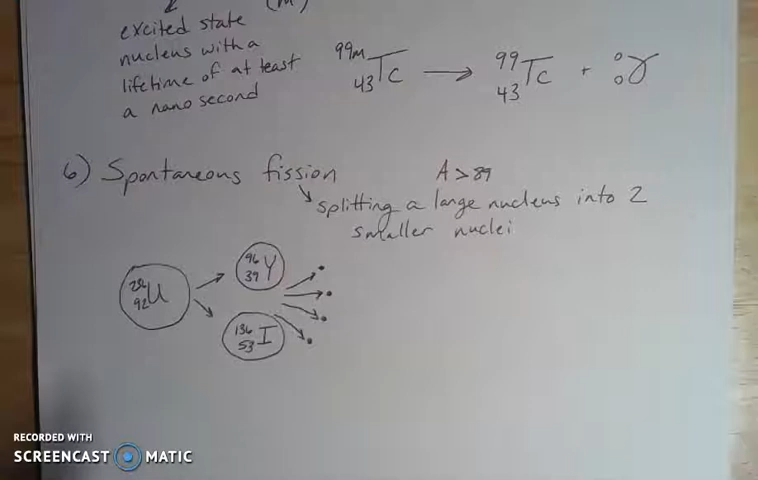 (m)
excited state
nucleus with a
lifetime of at least
a nano second
99m 43 Tc → 99 43 Tc + 0 0 γ
6) Spontaneous fission A > 89
splitting a large nucleus into 2
smaller nuclei
96 39 Y
92 U
136 53 I
RECORDED WITH
SCREENCAST MATIC